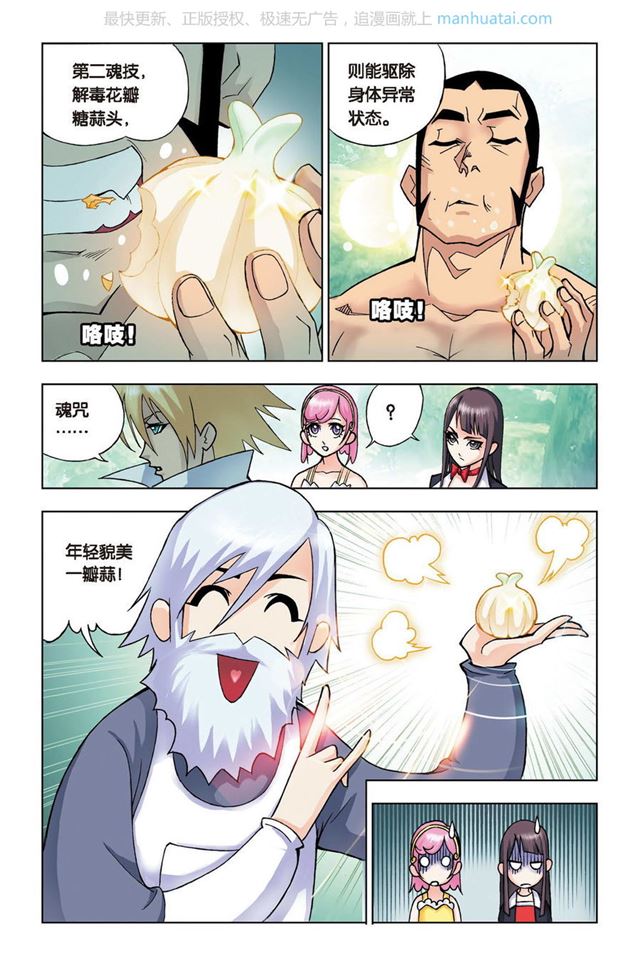 最快更新、正版授权、极速无广告，追漫画就上 manhuatai.com
第二魂技，
解毒花瓣
糖蒜头，
咯吱！
则能驱除
身体异常
状态。
咯吱！
魂咒
……
？
年轻貌美
一瓣蒜！